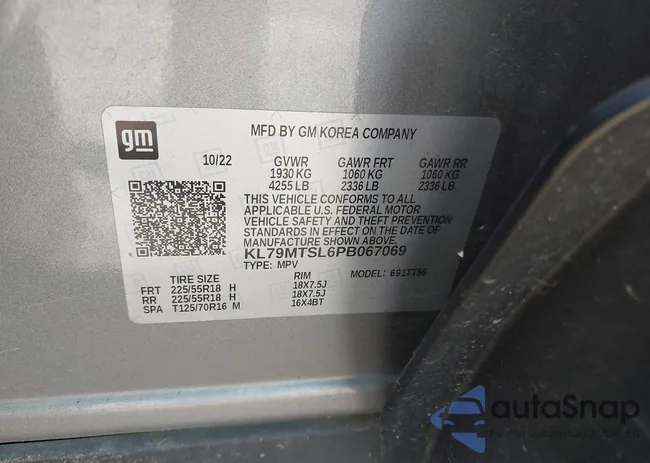 gm
MFD BY GM KOREA COMPANY
10/22 GVWR GAWR FRT GAWR RR
1930 KG 1060 KG 1060 KG
4255 LB 2336 LB 2336 LB.
THIS VEHICLE CONFORMS TO ALL
APPLICABLE U.S. FEDERAL MOTOR
VEHICLE SAFETY AND THEFT PREVENTION
STANDARDS IN EFFECT ON THE DATE OF
MANUFACTURE SHOWN ABOVE.
KL79MTSL6PB067069
TYPE: MPV MODEL: 691TT56
TIRE SIZE RIM
FRT 225/55R18 H 18X7.5J
RR 225/55R18 H 18X7.5J
SPA T125/70R16 M 16X4BT
autoSnap